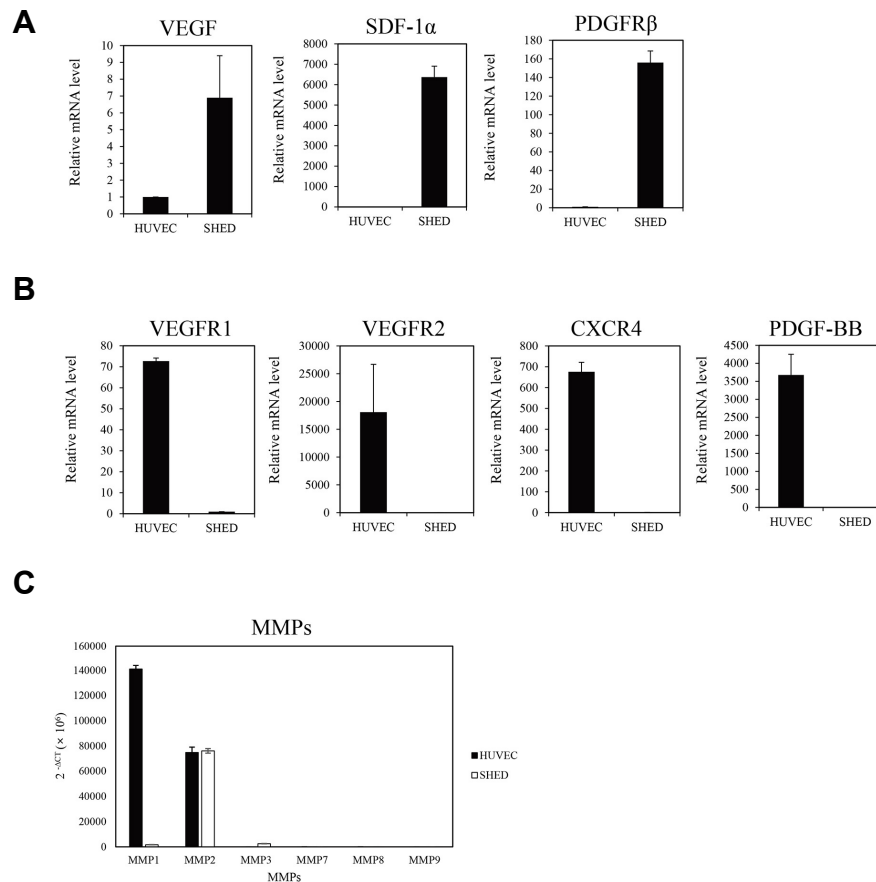 A
VEGF
Relative mRNA level
10
9
8
7
6
5
4
3
2
1
0
HUVEC SHED
SDF-1α
Relative mRNA level
8000
7000
6000
5000
4000
3000
2000
1000
0
HUVEC SHED
PDGFRβ
Relative mRNA level
180
160
140
120
100
80
60
40
20
0
HUVEC SHED
B
VEGFR1
Relative mRNA level
80
70
60
50
40
30
20
10
0
HUVEC SHED
VEGFR2
Relative mRNA level
30000
25000
20000
15000
10000
5000
0
HUVEC SHED
CXCR4
Relative mRNA level
800
700
600
500
400
300
200
100
0
HUVEC SHED
PDGF-BB
Relative mRNA level
4500
4000
3500
3000
2500
2000
1500
1000
500
0
HUVEC SHED
C
MMPs
2 -ΔCT (× 10⁶)
160000
140000
120000
100000
80000
60000
40000
20000
0
MMP1 MMP2 MMP3 MMP7 MMP8 MMP9
MMPs
HUVEC
SHED